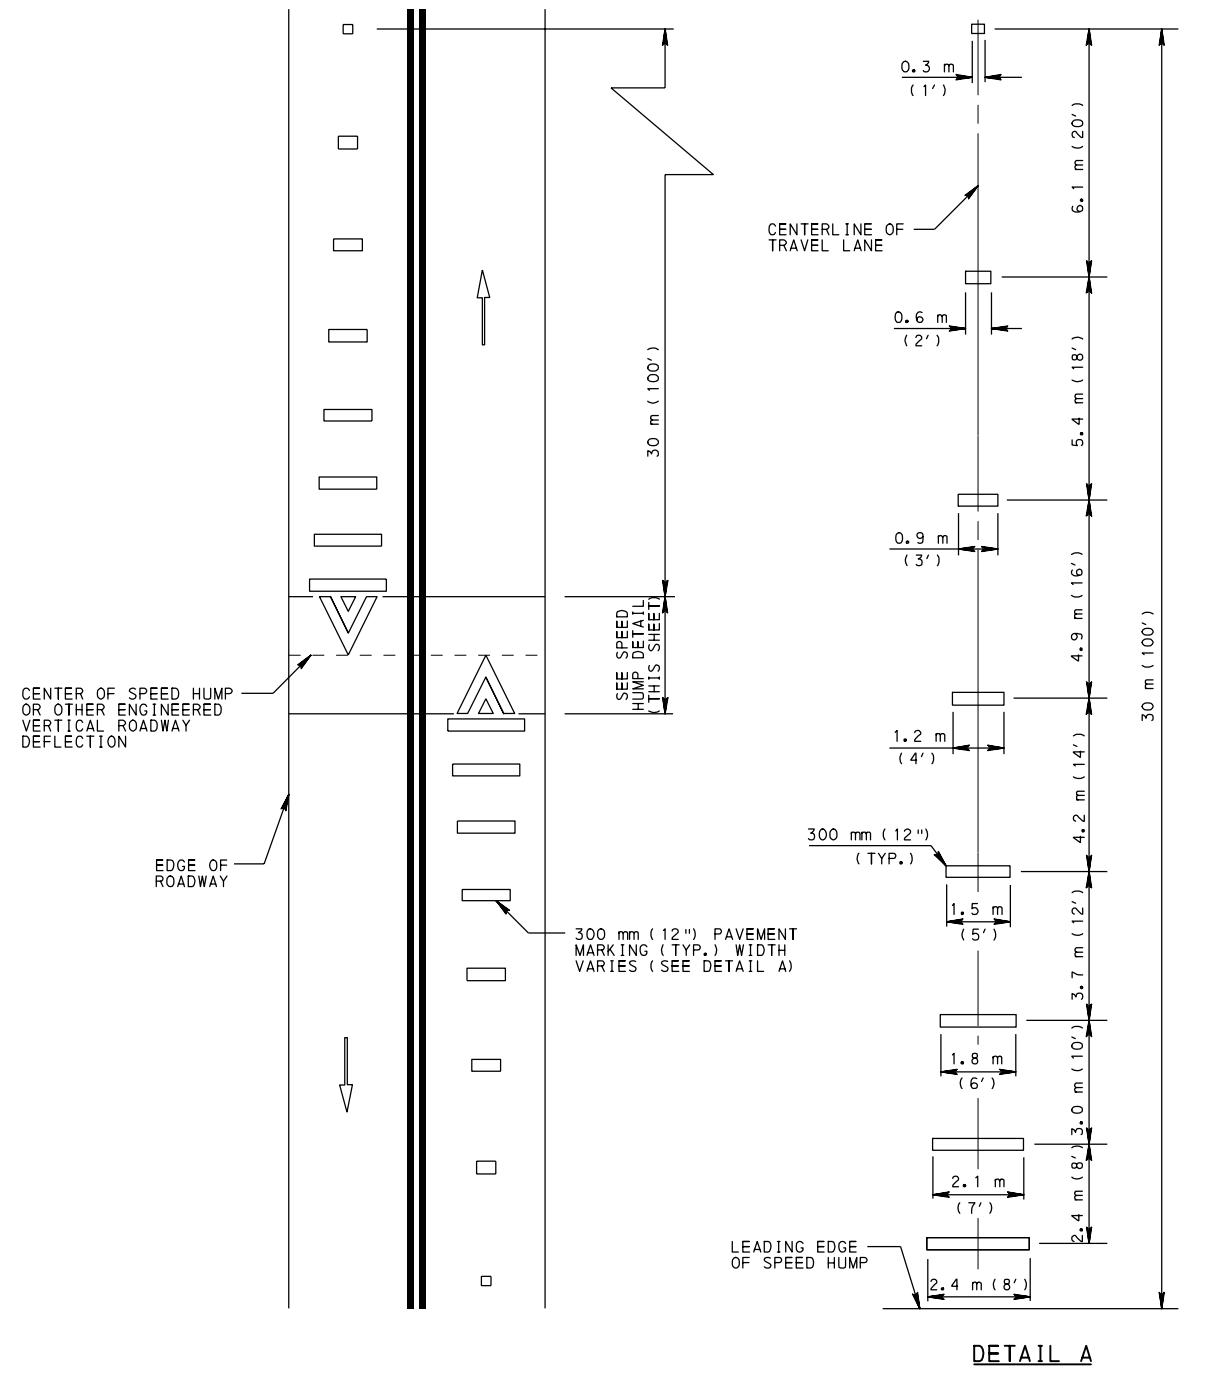 0.3 m
(1')
6.1 m (20')
CENTERLINE OF
TRAVEL LANE
0.6 m
(2')
5.4 m (18')
30 m (100')
0.9 m
(3')
4.9 m (16')
30 m (100')
SEE SPEED
HUMP DETAIL
(THIS SHEET)
CENTER OF SPEED HUMP
OR OTHER ENGINEERED
VERTICAL ROADWAY
DEFLECTION
1.2 m
(4')
4.2 m (14')
300 mm (12")
(TYP.)
EDGE OF
ROADWAY
1.5 m
(5')
3.7 m (12')
300 mm (12") PAVEMENT
MARKING (TYP.) WIDTH
VARIES (SEE DETAIL A)
1.8 m
(6')
3.0 m (10')
2.1 m
(7')
2.4 m (8')
LEADING EDGE
OF SPEED HUMP
2.4 m (8')
DETAIL A